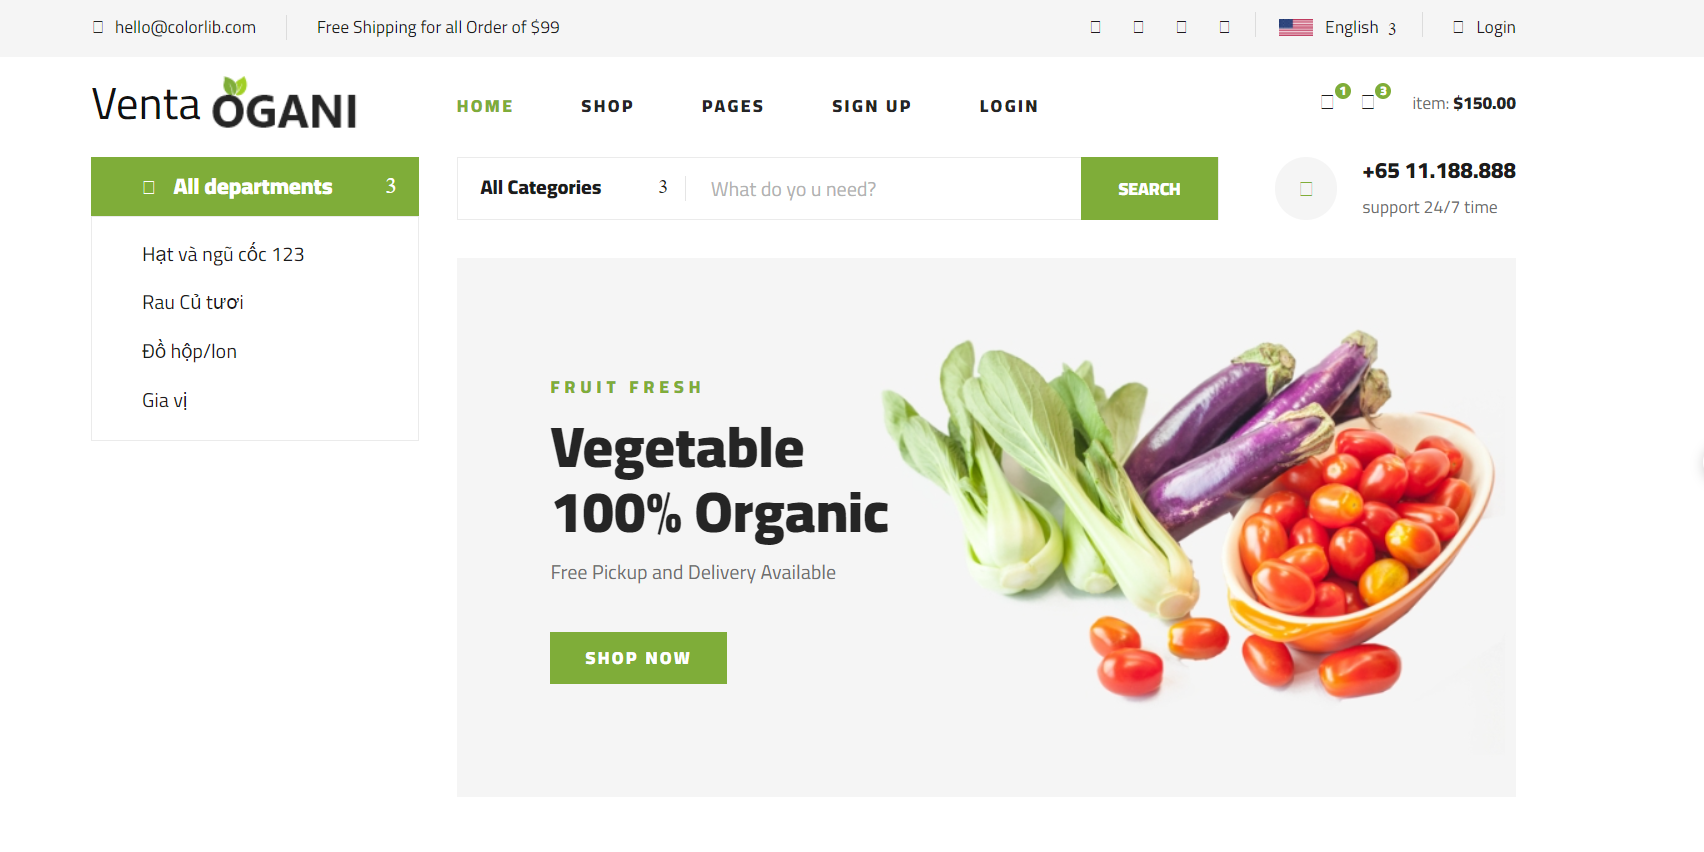 hello@colorlib.com
Free Shipping for all Order of $99
English 3
Login
Venta OGANI
HOME
SHOP
PAGES
SIGN UP
LOGIN
1
3
item: $150.00
All departments 3
All Categories 3
What do yo u need?
SEARCH
+65 11.188.888
support 24/7 time
Hạt và ngũ cốc 123
Rau Củ tươi
Đồ hộp/lon
Gia vị
FRUIT FRESH
Vegetable
100% Organic
Free Pickup and Delivery Available
SHOP NOW